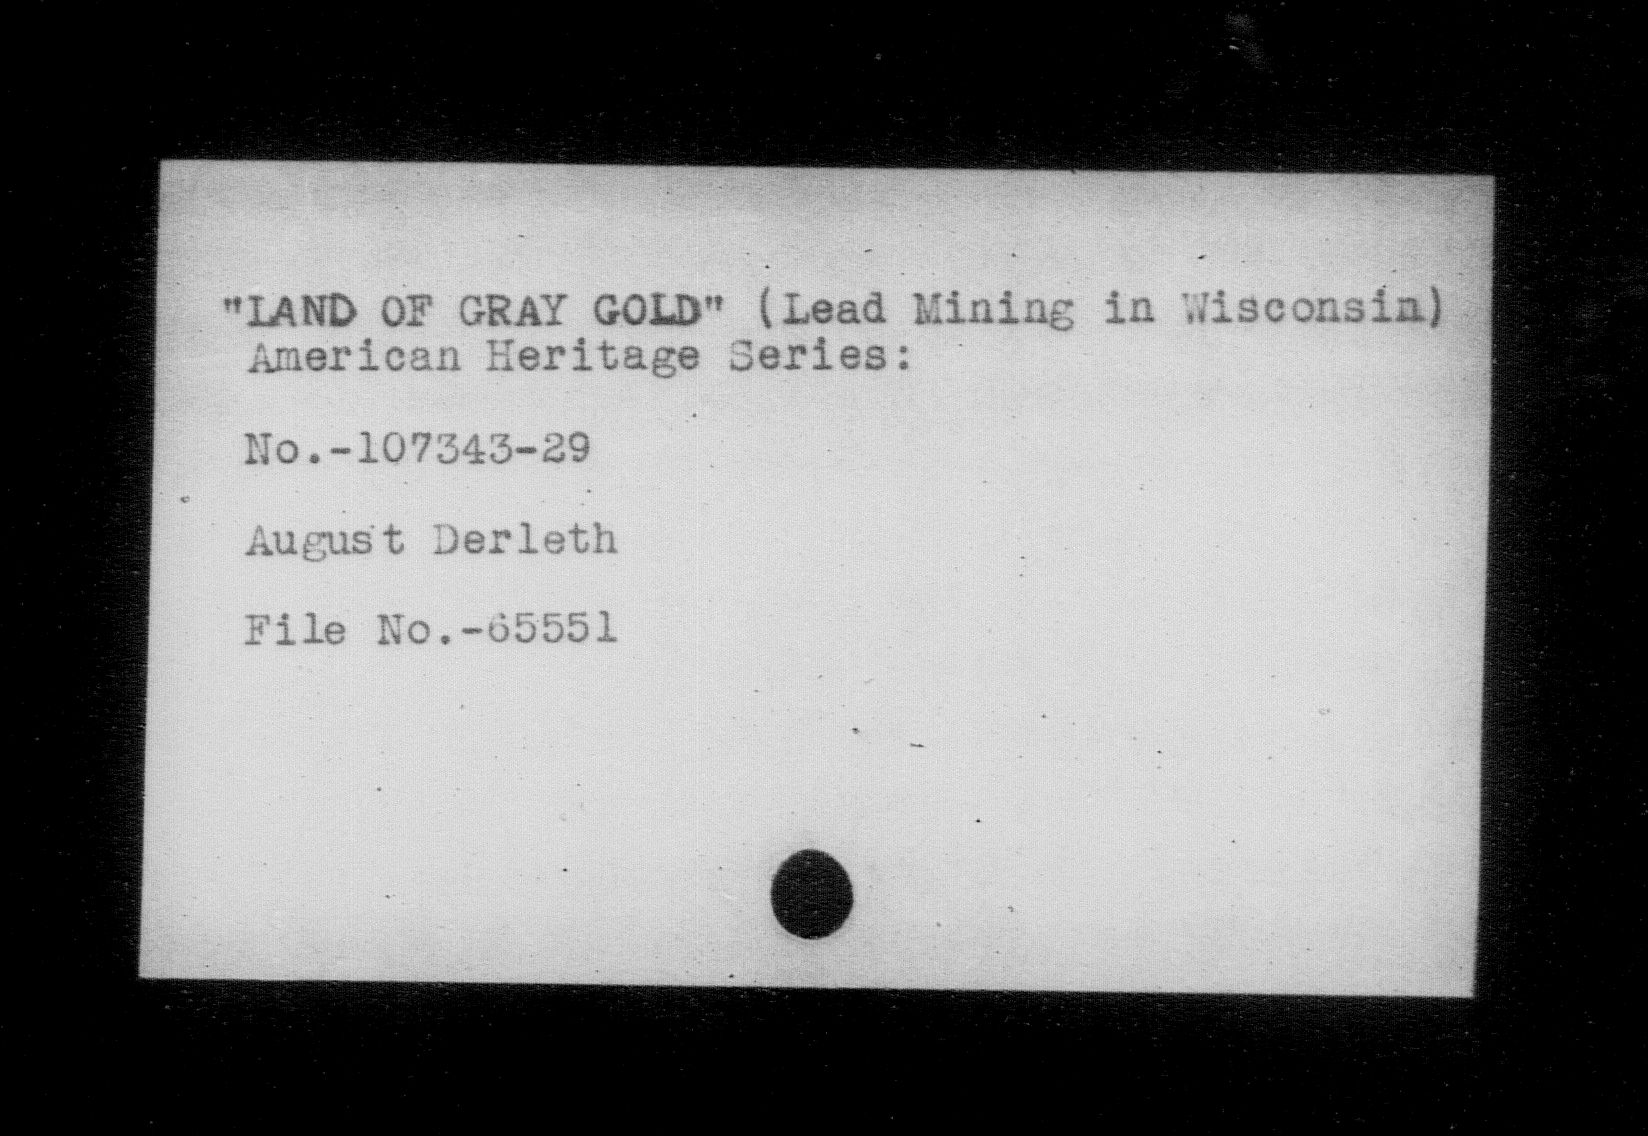 "LAND OF GRAY GOLD" (Lead Mining in Wisconsin)
American Heritage Series:
No.-107343-29
August Derleth
File No.-65551